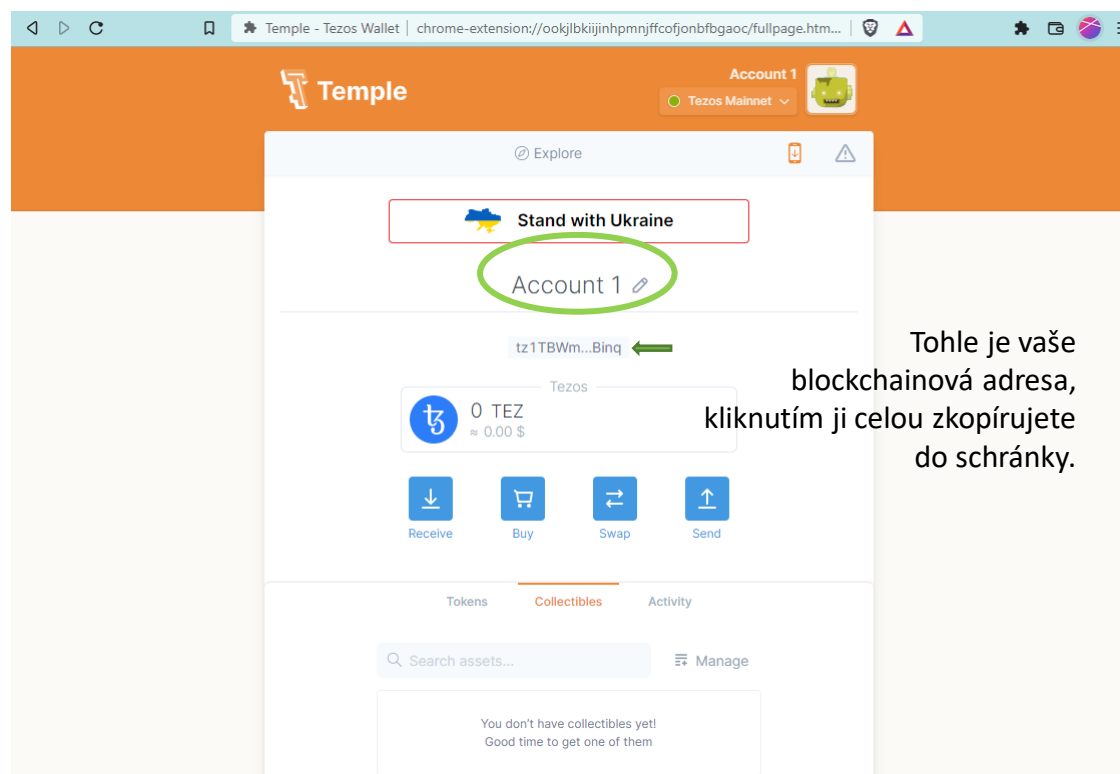 Temple - Tezos Wallet | chrome-extension://ookjlbkiijinhpmnjffcofjonbfbgaoc/fullpage.htm...
Temple
Account 1
Tezos Mainnet
Explore
Stand with Ukraine
Account 1
tz1TBWm...Binq
Tohle je vaše
blockchainová adresa,
kliknutím ji celou zkopírujete
do schránky.
Tezos
0 TEZ
≈ 0.00 $
Receive Buy Swap Send
Tokens Collectibles Activity
Search assets... Manage
You don't have collectibles yet!
Good time to get one of them